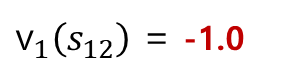 v₁(s₁₂) = -1.0